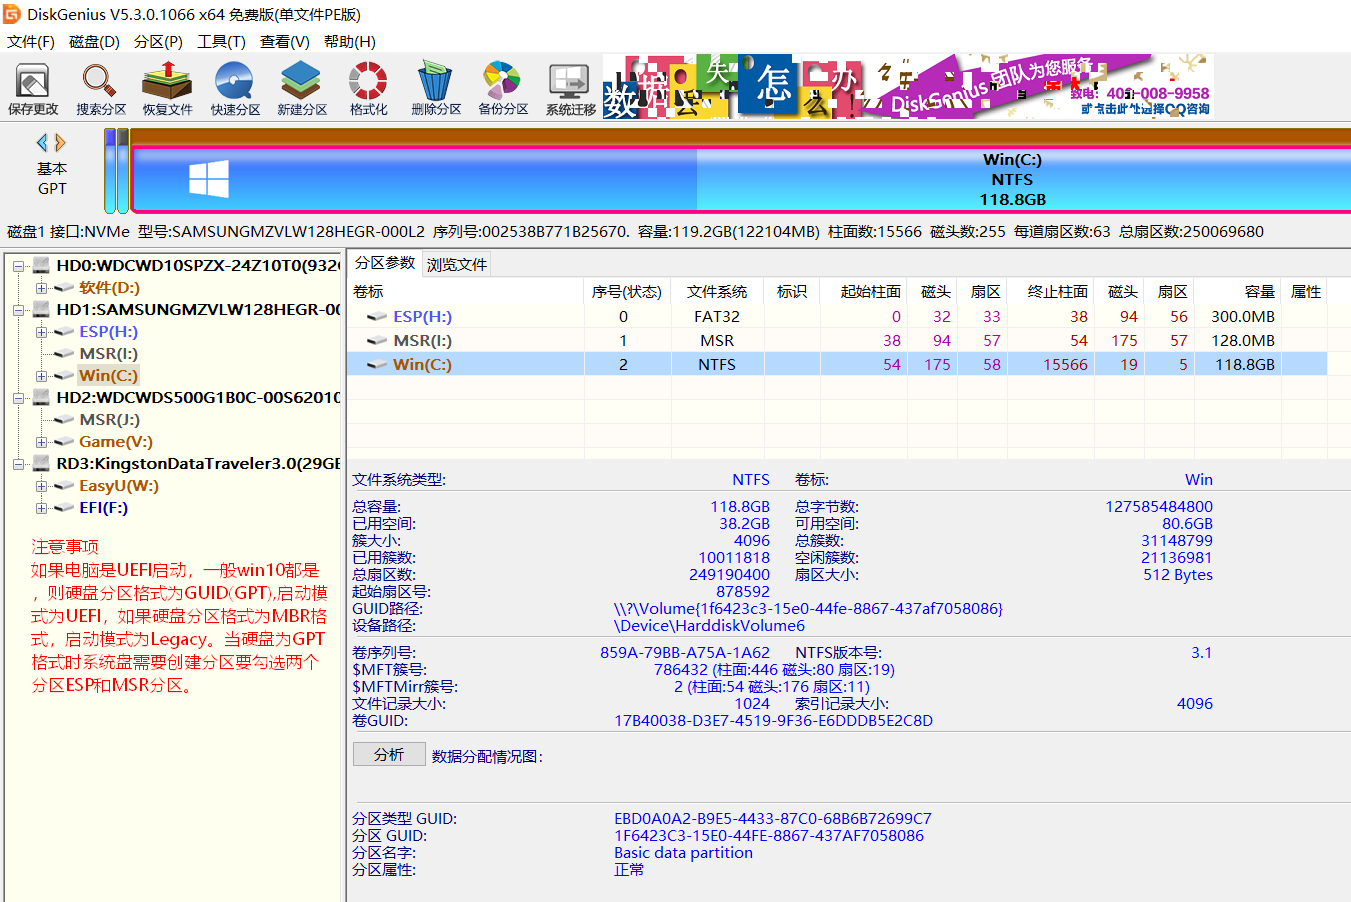 DiskGenius V5.3.0.1066 x64 免费版(单文件PE版)
文件(F) 磁盘(D) 分区(P) 工具(T) 查看(V) 帮助(H)
保存更改 搜索分区 恢复文件 快速分区 新建分区 格式化 删除分区 备份分区 系统迁移
数据丢失怎么办
DiskGenius 团队为您服务
致电: 400-008-9958
或点击此处选择QQ咨询
基本
GPT
Win(C:)
NTFS
118.8GB
磁盘1 接口:NVMe 型号:SAMSUNGMZVLW128HEGR-000L2 序列号:002538B771B25670. 容量:119.2GB(122104MB) 柱面数:15566 磁头数:255 每道扇区数:63 总扇区数:250069680
HD0:WDCWD10SPZX-24Z10T0(932
软件(D:)
HD1:SAMSUNGMZVLW128HEGR-00
ESP(H:)
MSR(I:)
Win(C:)
HD2:WDCWDS500G1B0C-00S62010
MSR(J:)
Game(V:)
RD3:KingstonDataTraveler3.0(29GB
EasyU(W:)
EFI(F:)
注意事项
如果电脑是UEFI启动，一般win10都是
，则硬盘分区格式为GUID(GPT),启动模
式为UEFI，如果硬盘分区格式为MBR格
式，启动模式为Legacy。当硬盘为GPT
格式时系统盘需要创建分区要勾选两个
分区ESP和MSR分区。
分区参数 浏览文件
卷标 序号(状态) 文件系统 标识 起始柱面 磁头 扇区 终止柱面 磁头 扇区 容量 属性
ESP(H:) 0 FAT32 0 32 33 38 94 56 300.0MB
MSR(I:) 1 MSR 38 94 57 54 175 57 128.0MB
Win(C:) 2 NTFS 54 175 58 15566 19 5 118.8GB
文件系统类型: NTFS 卷标: Win
总容量: 118.8GB 总字节数: 127585484800
已用空间: 38.2GB 可用空间: 80.6GB
簇大小: 4096 总簇数: 31148799
已用簇数: 10011818 空闲簇数: 21136981
总扇区数: 249190400 扇区大小: 512 Bytes
起始扇区号: 878592
GUID路径: \\?\Volume{1f6423c3-15e0-44fe-8867-437af7058086}
设备路径: \Device\HarddiskVolume6
卷序列号: 859A-79BB-A75A-1A62 NTFS版本号: 3.1
$MFT簇号: 786432 (柱面:446 磁头:80 扇区:19)
$MFTMirr簇号: 2 (柱面:54 磁头:176 扇区:11)
文件记录大小: 1024 索引记录大小: 4096
卷GUID: 17B40038-D3E7-4519-9F36-E6DDDB5E2C8D
分析 数据分配情况图:
分区类型 GUID: EBD0A0A2-B9E5-4433-87C0-68B6B72699C7
分区 GUID: 1F6423C3-15E0-44FE-8867-437AF7058086
分区名字: Basic data partition
分区属性: 正常